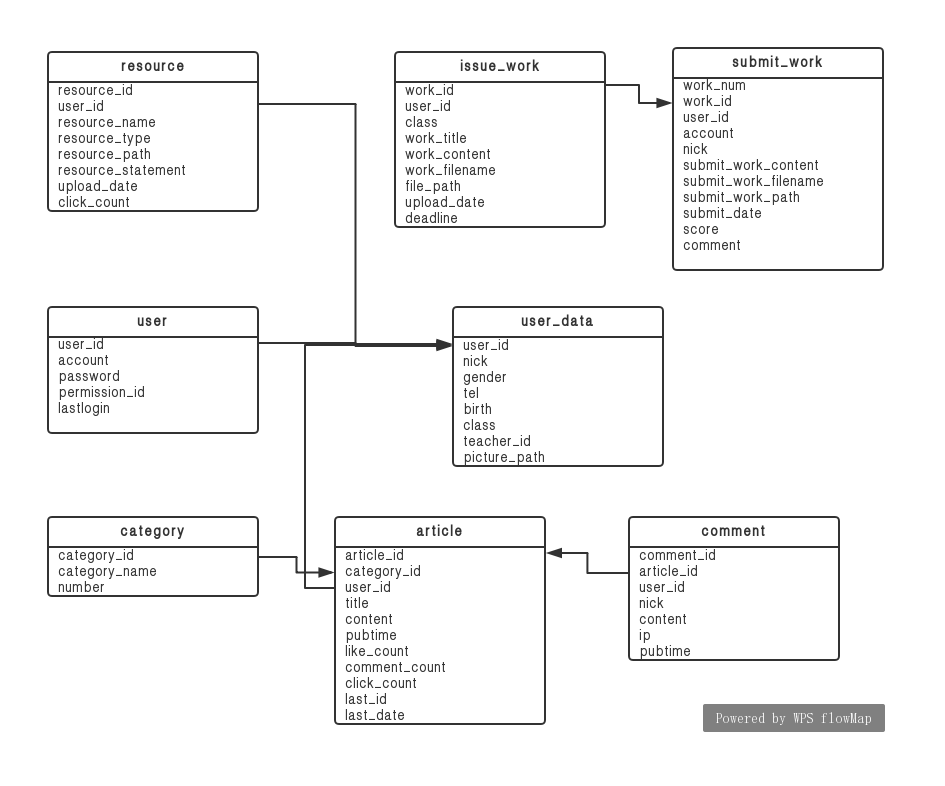 resource
resource_id
user_id
resource_name
resource_type
resource_path
resource_statement
upload_date
click_count
issue_work
work_id
user_id
class
work_title
work_content
work_filename
file_path
upload_date
deadline
submit_work
work_num
work_id
user_id
account
nick
submit_work_content
submit_work_filename
submit_work_path
submit_date
score
comment
user
user_id
account
password
permission_id
lastlogin
user_data
user_id
nick
gender
tel
birth
class
teacher_id
picture_path
category
category_id
category_name
number
article
article_id
category_id
user_id
title
content
pubtime
like_count
comment_count
click_count
last_id
last_date
comment
comment_id
article_id
user_id
nick
content
ip
pubtime
Powered by WPS flowMap